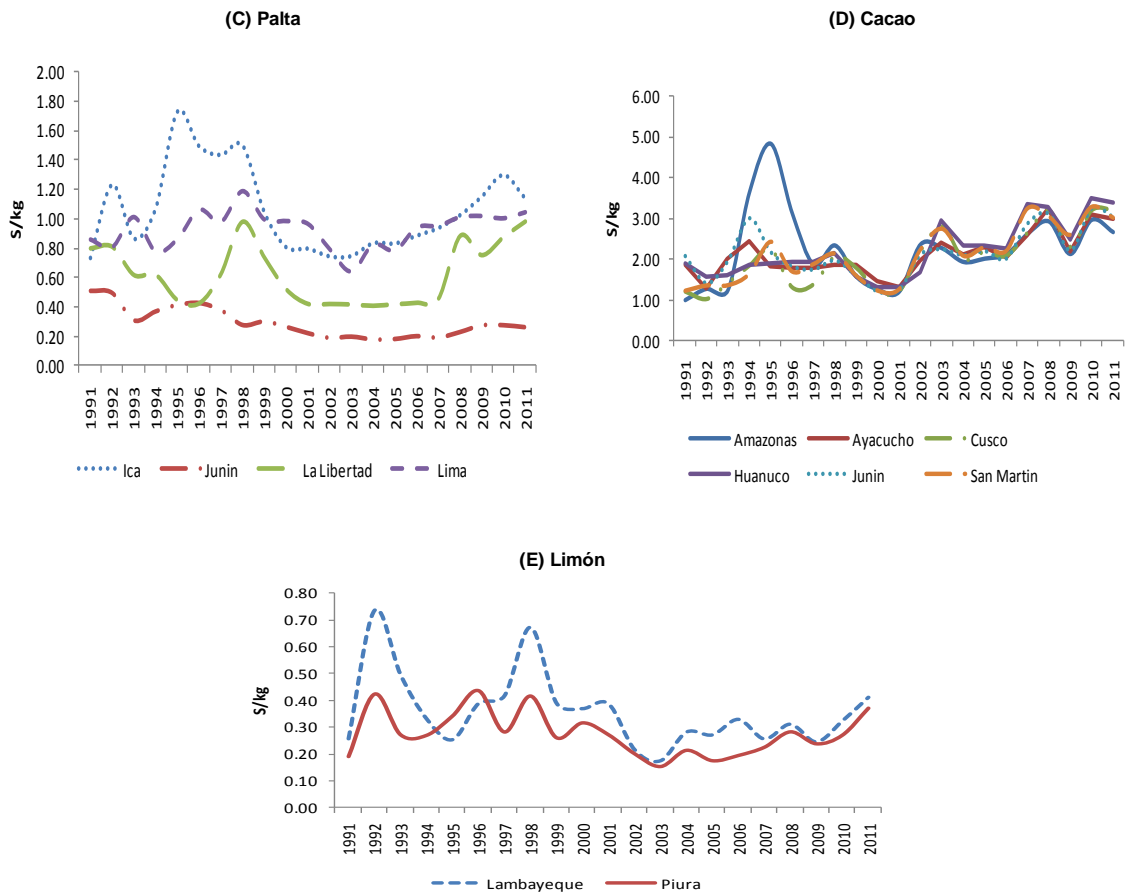 (C) Palta
2.00
1.80
1.60
1.40
1.20
1.00
0.80
0.60
0.40
0.20
0.00
S/kg
1991 1992 1993 1994 1995 1996 1997 1998 1999 2000 2001 2002 2003 2004 2005 2006 2007 2008 2009 2010 2011
Ica Junin La Libertad Lima
(D) Cacao
6.00
5.00
4.00
3.00
2.00
1.00
0.00
S/kg
1991 1992 1993 1994 1995 1996 1997 1998 1999 2000 2001 2002 2003 2004 2005 2006 2007 2008 2009 2010 2011
Amazonas Ayacucho Cusco
Huanuco Junin San Martin
(E) Limón
0.80
0.70
0.60
0.50
0.40
0.30
0.20
0.10
0.00
S/kg
1991 1992 1993 1994 1995 1996 1997 1998 1999 2000 2001 2002 2003 2004 2005 2006 2007 2008 2009 2010 2011
Lambayeque Piura